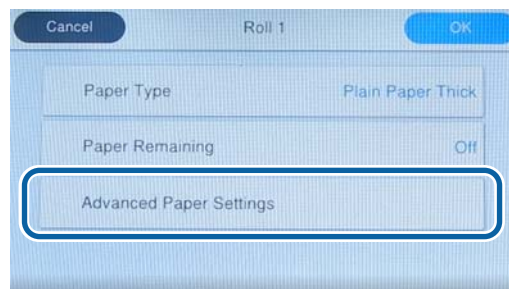 Cancel Roll 1 OK
Paper Type Plain Paper Thick
Paper Remaining Off
Advanced Paper Settings